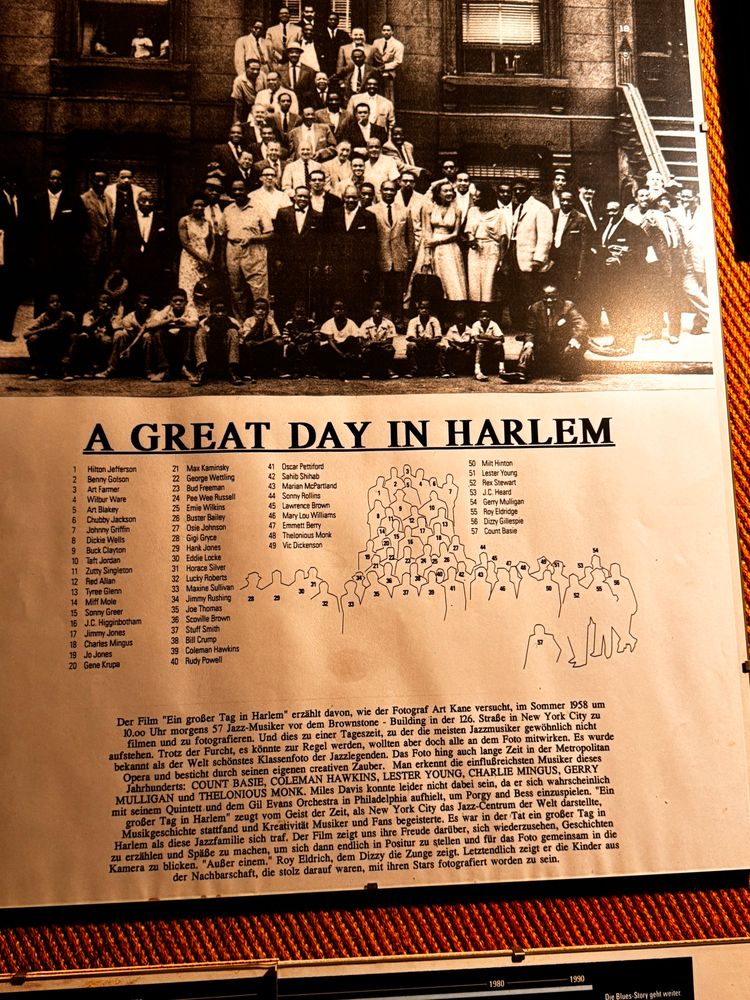 A GREAT DAY IN HARLEM
1 Hilton Jefferson
2 Benny Golson
3 Art Farmer
4 Wilbur Ware
5 Art Blakey
6 Chubby Jackson
7 Johnny Griffin
8 Dickie Wells
9 Buck Clayton
10 Taft Jordan
11 Zutty Singleton
12 Red Allan
13 Tyree Glenn
14 Miff Mole
15 Sonny Greer
16 J.C. Higginbotham
17 Jimmy Jones
18 Charles Mingus
19 Jo Jones
20 Gene Krupa
21 Max Kaminsky
22 George Wettling
23 Bud Freeman
24 Pee Wee Russell
25 Ernie Wilkins
26 Buster Bailey
27 Osie Johnson
28 Gigi Gryce
29 Hank Jones
30 Eddie Locke
31 Horace Silver
32 Lucky Roberts
33 Maxine Sullivan
34 Jimmy Rushing
35 Joe Thomas
36 Scoville Brown
37 Stuff Smith
38 Bill Crump
39 Coleman Hawkins
40 Rudy Powell
41 Oscar Pettiford
42 Sahib Shihab
43 Marian McPartland
44 Sonny Rollins
45 Lawrence Brown
46 Mary Lou Williams
47 Emmett Berry
48 Thelonious Monk
49 Vic Dickenson
50 Milt Hinton
51 Lester Young
52 Rex Stewart
53 J.C. Heard
54 Gerry Mulligan
55 Roy Eldridge
56 Dizzy Gillespie
57 Count Basie
Der Film "Ein großer Tag in Harlem" erzählt davon, wie der Fotograf Art Kane versucht, im Sommer 1958 um
10.00 Uhr morgens 57 Jazz-Musiker vor dem Brownstone - Building in der 126. Straße in New York City zu
filmen und zu fotografieren. Und dies zu einer Tageszeit, zu der die meisten Jazzmusiker gewöhnlich nicht
aufstehen. Trotz der Furcht, es könnte zur Regel werden, wollten aber doch alle an dem Foto mitwirken. Es wurde
bekannt als der Welt schönstes Klassenfoto der Jazzlegenden. Das Foto hing auch lange Zeit in der Metropolitan
Opera und besticht durch seinen eigenen creativen Zauber. Man erkennt die einflußreichsten Musiker dieses
Jahrhunderts: COUNT BASIE, COLEMAN HAWKINS, LESTER YOUNG, CHARLIE MINGUS, GERRY
MULLIGAN und THELONIOUS MONK. Miles Davis konnte leider nicht dabei sein, da er sich wahrscheinlich
mit seinem Quintett und dem Gil Evans Orchestra in Philadelphia aufhielt, um Porgy and Bess einzuspielen. "Ein
großer Tag in Harlem" zeugt vom Geist der Zeit, als New York City das Jazz-Centrum der Welt darstellte,
Musikgeschichte stattfand und Kreativität Musiker und Fans begeisterte. Es war in der Tat ein großer Tag in
Harlem als diese Jazzfamilie sich traf. Der Film zeigt uns ihre Freude darüber, sich wiederzusehen, Geschichten
zu erzählen und Späße zu machen, um sich dann endlich in Positur zu stellen und für das Foto gemeinsam in die
Kamera zu blicken. "Außer einem." Roy Eldrich, dem Dizzy die Zunge zeigt. Letztendlich zeigt er die Kinder aus
der Nachbarschaft, die stolz darauf waren, mit ihren Stars fotografiert worden zu sein.
1980 1990
Die Blues-Story geht weiter